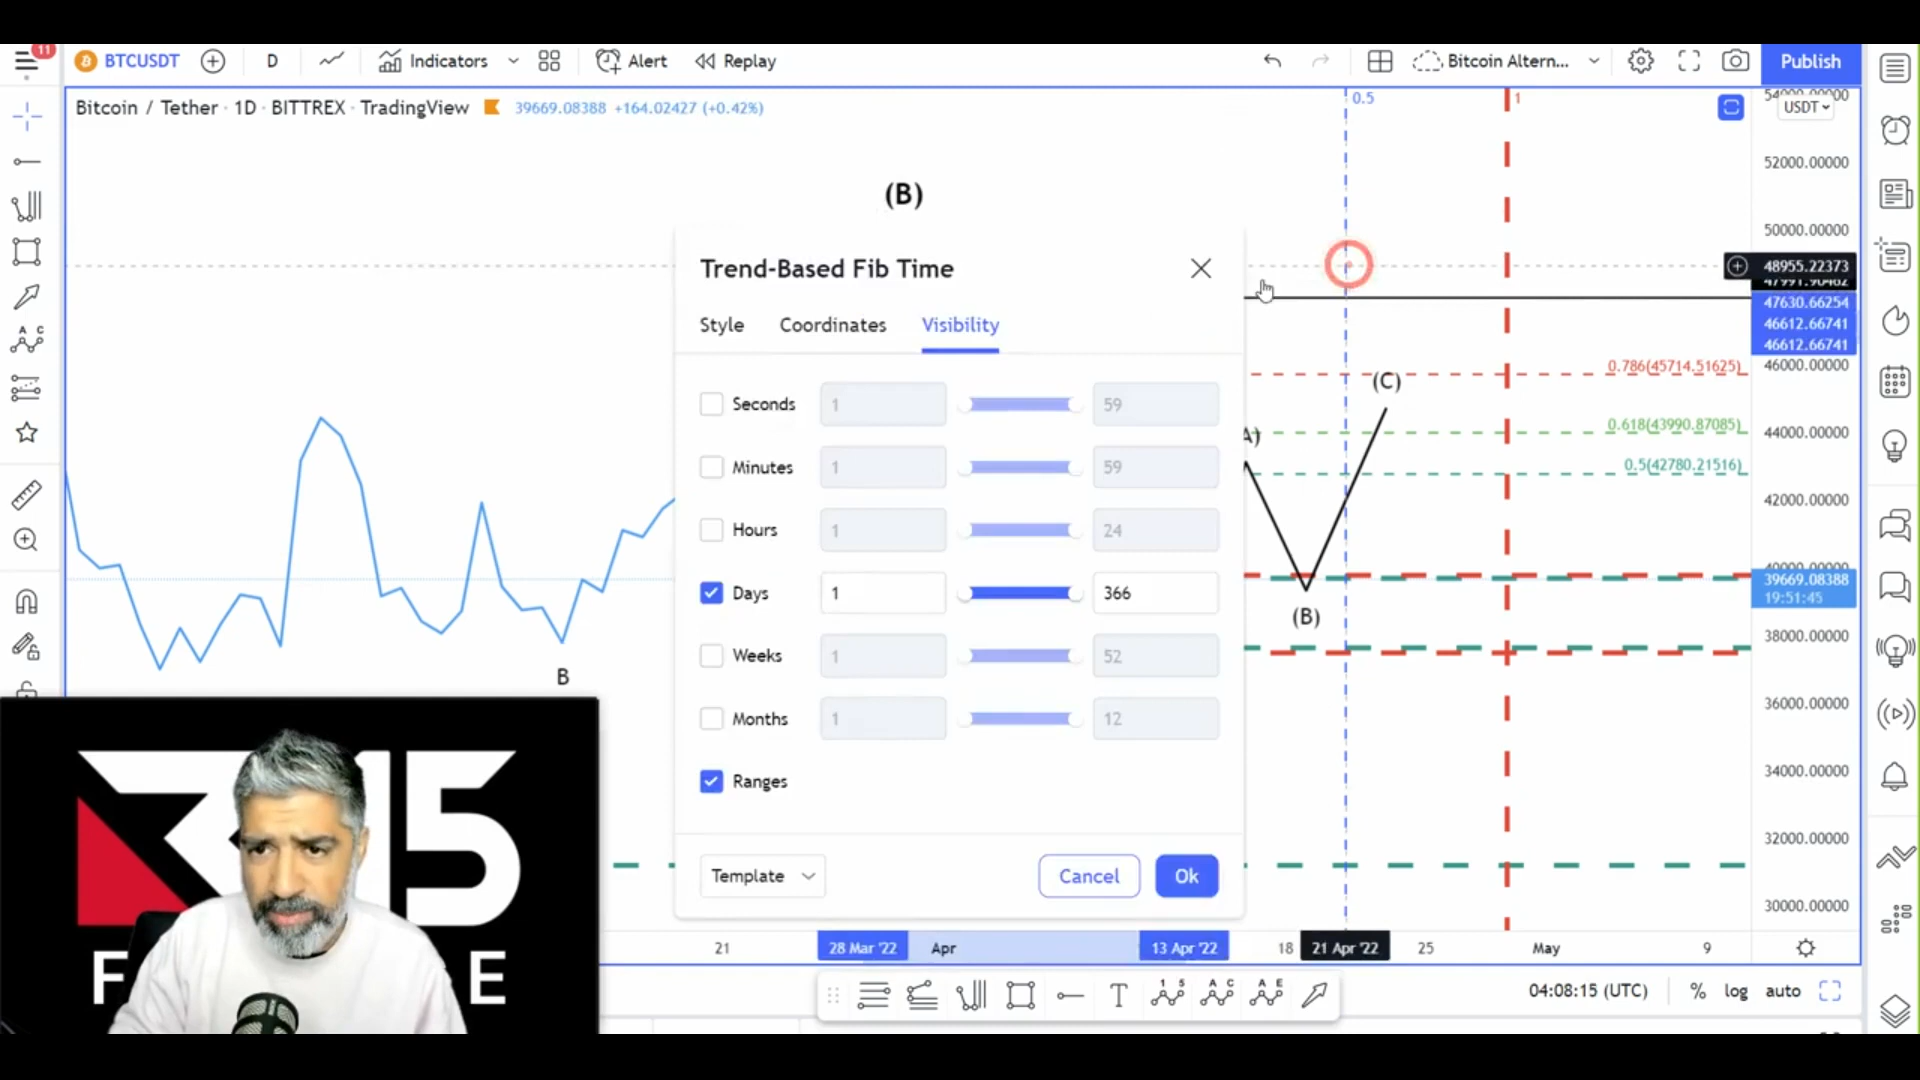 11
BTCUSDT
D
Indicators
Alert
Replay
Bitcoin Altern...
Publish
Bitcoin / Tether · 1D · BITTREX · TradingView
39669.08388 +164.02427 (+0.42%)
0.5
1
USDT
52000.00000
50000.00000
48955.22373
47630.66254
46612.66741
46612.66741
46000.00000
44000.00000
42000.00000
39669.08388
19:51:45
38000.00000
36000.00000
34000.00000
32000.00000
30000.00000
(B)
Trend-Based Fib Time
Style
Coordinates
Visibility
Seconds 1 59
Minutes 1 59
Hours 1 24
Days 1 366
Weeks 1 52
Months 1 12
Ranges
Template
Cancel
Ok
0.786(45714.51625)
(C)
A)
0.618(43990.87085)
0.5(42780.21516)
(B)
B
15
F
E
21
28 Mar '22
Apr
13 Apr '22
18
21 Apr '22
25
May
9
04:08:15 (UTC)
%
log
auto